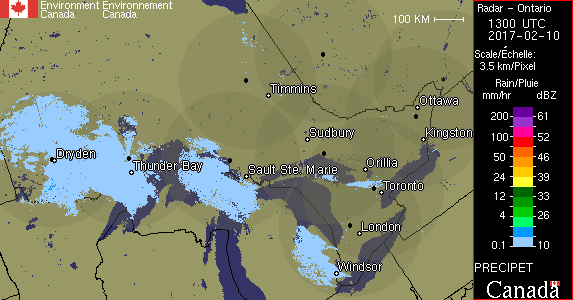 Environment Environnement
Canada Canada
Radar - Ontario
1300 UTC
2017-02-10
100 KM
Scale/Échelle:
3.5 km/Pixel
Rain/Pluie
mm/hr dBZ
200 61
100 52
50 46
24 39
12 33
4 26
1 20
0.1 10
PRECIPET
Canada
Timmins
Ottawa
Sudbury
Kingston
Dryden
Thunder Bay
Sault Ste. Marie
Orillia
Toronto
London
Windsor